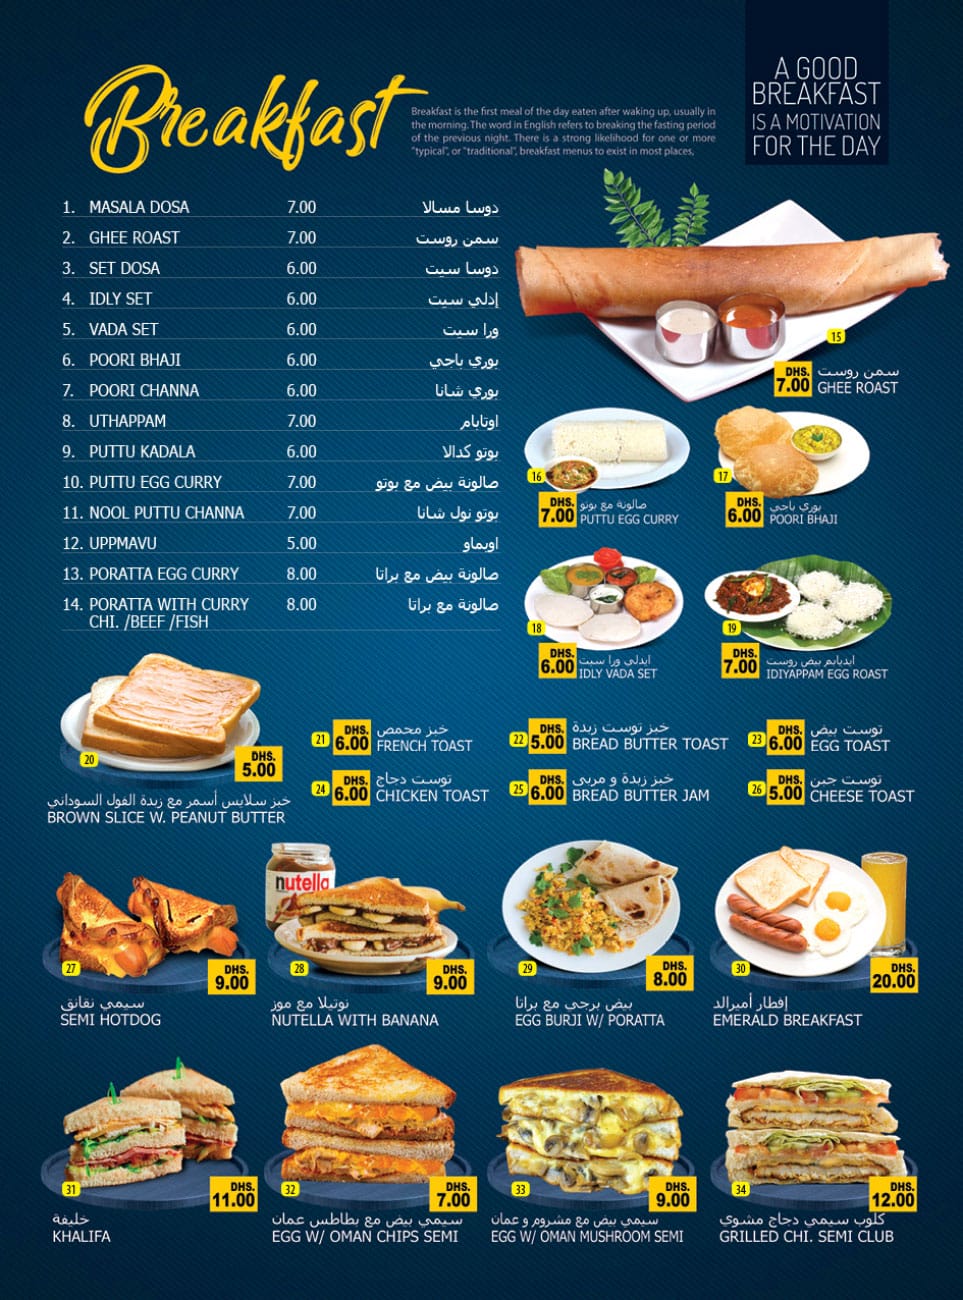 Breakfast
Breakfast is the first meal of the day eaten after waking up, usually in
the morning. The word in English refers to breaking the fasting period
of the previous night. There is a strong likelihood for one or more
"typical", or "traditional", breakfast menus to exist in most places,
A GOOD
BREAKFAST
IS A MOTIVATION
FOR THE DAY
1. MASALA DOSA 7.00 دوسا مسالا
2. GHEE ROAST 7.00 سمن روست
3. SET DOSA 6.00 دوسا سيت
4. IDLY SET 6.00 إدلي سيت
5. VADA SET 6.00 ورا سيت
6. POORI BHAJI 6.00 بوري باجي
7. POORI CHANNA 6.00 بوري شانا
8. UTHAPPAM 7.00 اوتابام
9. PUTTU KADALA 6.00 بوتو كدالا
10. PUTTU EGG CURRY 7.00 صالونة بيض مع بوتو
11. NOOL PUTTU CHANNA 7.00 بوتو نول شانا
12. UPPMAVU 5.00 اوبماو
13. PORATTA EGG CURRY 8.00 صالونة بيض مع براتا
14. PORATTA WITH CURRY 8.00 صالونة مع براتا
CHI. /BEEF /FISH
15
DHS. 7.00 سمن روست
GHEE ROAST
16
DHS. 7.00 صالونة مع بوتو
PUTTU EGG CURRY
17
DHS. 6.00 بوري باجي
POORI BHAJI
18
DHS. 6.00 ايدلي ورا سيت
IDLY VADA SET
19
DHS. 7.00 ايديابم بيض روست
IDIYAPPAM EGG ROAST
20
DHS. 5.00
خبز سلايس أسمر مع زبدة الفول السوداني
BROWN SLICE W. PEANUT BUTTER
21 DHS. 6.00 خبز محمص
FRENCH TOAST
22 DHS. 5.00 خبز توست زبدة
BREAD BUTTER TOAST
23 DHS. 6.00 توست بيض
EGG TOAST
24 DHS. 6.00 توست دجاج
CHICKEN TOAST
25 DHS. 6.00 خبز زبدة و مربى
BREAD BUTTER JAM
26 DHS. 5.00 توست جبن
CHEESE TOAST
27
DHS. 9.00
سيمي نقانق
SEMI HOTDOG
nutella
28
DHS. 9.00
نوتيلا مع موز
NUTELLA WITH BANANA
29
DHS. 8.00
بيض برجي مع براتا
EGG BURJI W/ PORATTA
30
DHS. 20.00
إفطار أميرالد
EMERALD BREAKFAST
31
DHS. 11.00
خليفة
KHALIFA
32
DHS. 7.00
سيمي بيض مع بطاطس عمان
EGG W/ OMAN CHIPS SEMI
33
DHS. 9.00
سيمي بيض مع مشروم و عمان
EGG W/ OMAN MUSHROOM SEMI
34
DHS. 12.00
كلوب سيمي دجاج مشوي
GRILLED CHI. SEMI CLUB